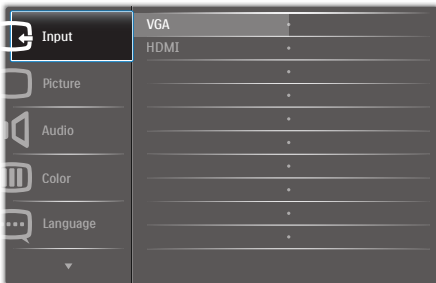 Input
Picture
Audio
Color
Language
VGA
HDMI